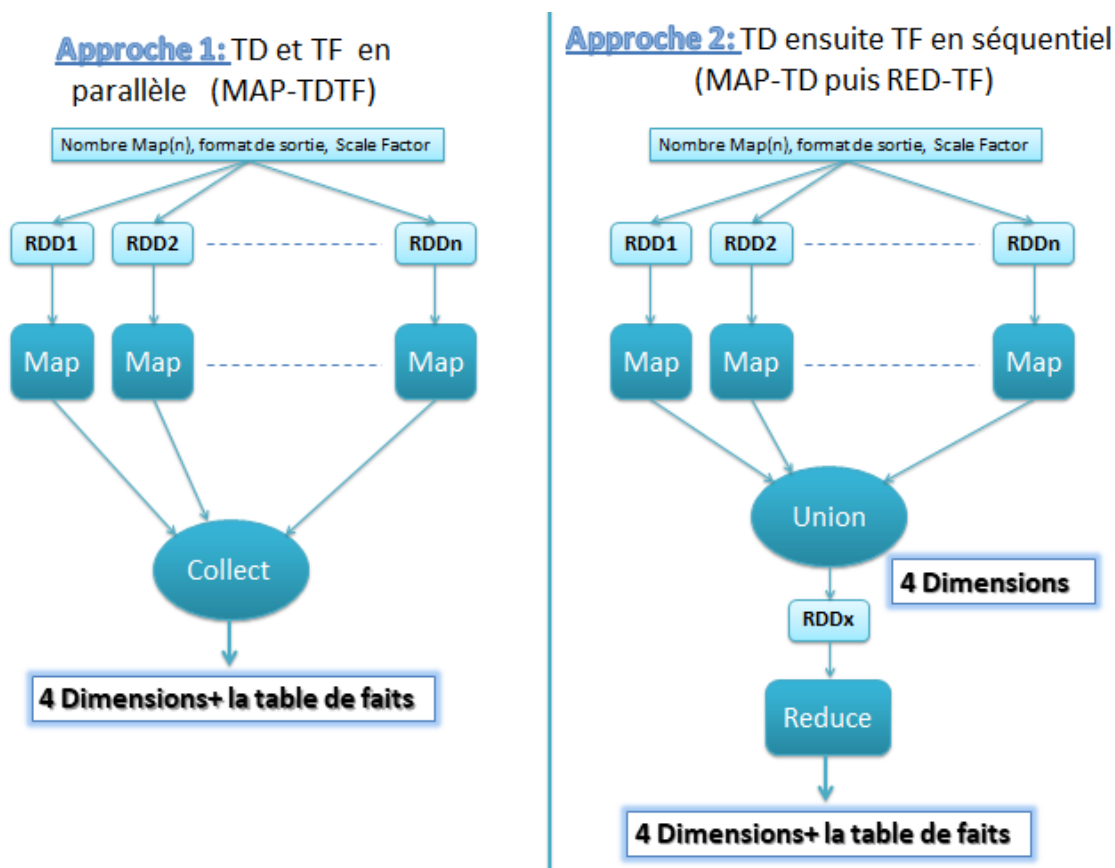 Approche 1: TD et TF en
parallèle (MAP-TDTF)
Nombre Map(n), format de sortie, Scale Factor
RDD1 RDD2 RDDn
Map Map Map
Collect
4 Dimensions+ la table de faits
Approche 2: TD ensuite TF en séquentiel
(MAP-TD puis RED-TF)
Nombre Map(n), format de sortie, Scale Factor
RDD1 RDD2 RDDn
Map Map Map
Union
4 Dimensions
RDDx
Reduce
4 Dimensions+ la table de faits